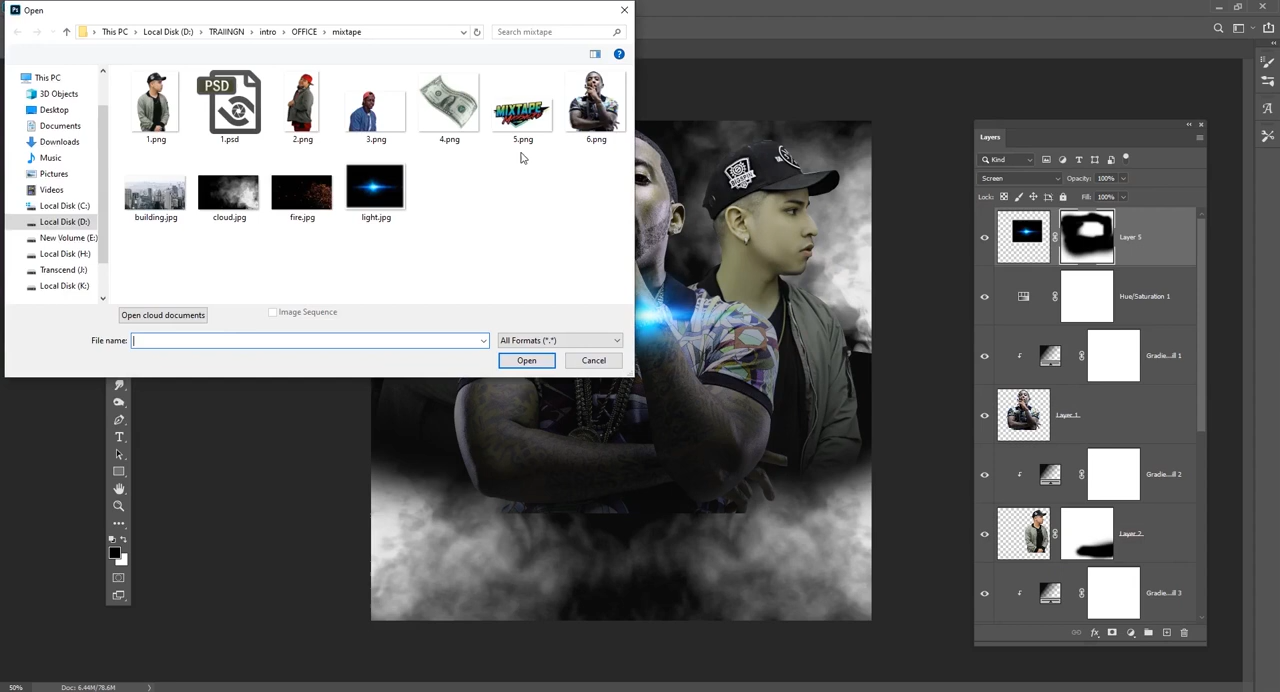 Ps Open
This PC > Local Disk (D:) > TRAIINGN > intro > OFFICE > mixtape
Search mixtape
This PC
3D Objects
Desktop
Documents
Downloads
Music
Pictures
Videos
Local Disk (C:)
Local Disk (D:)
New Volume (E:)
Local Disk (H:)
Transcend (J:)
Local Disk (K:)
PSD
MIXTAPE
1.png
1.psd
2.png
3.png
4.png
5.png
6.png
building.jpg
cloud.jpg
fire.jpg
light.jpg
Open cloud documents
Image Sequence
File name:
All Formats (*.*)
Open
Cancel
Layers
Kind
Screen
Opacity: 100%
Lock:
Fill: 100%
Layer 5
Hue/Saturation 1
Gradie...ill 1
Layer 1
Gradie...ill 2
Layer 2
Gradie...ill 3
fx
50%
Doc: 6.44M/78.6M